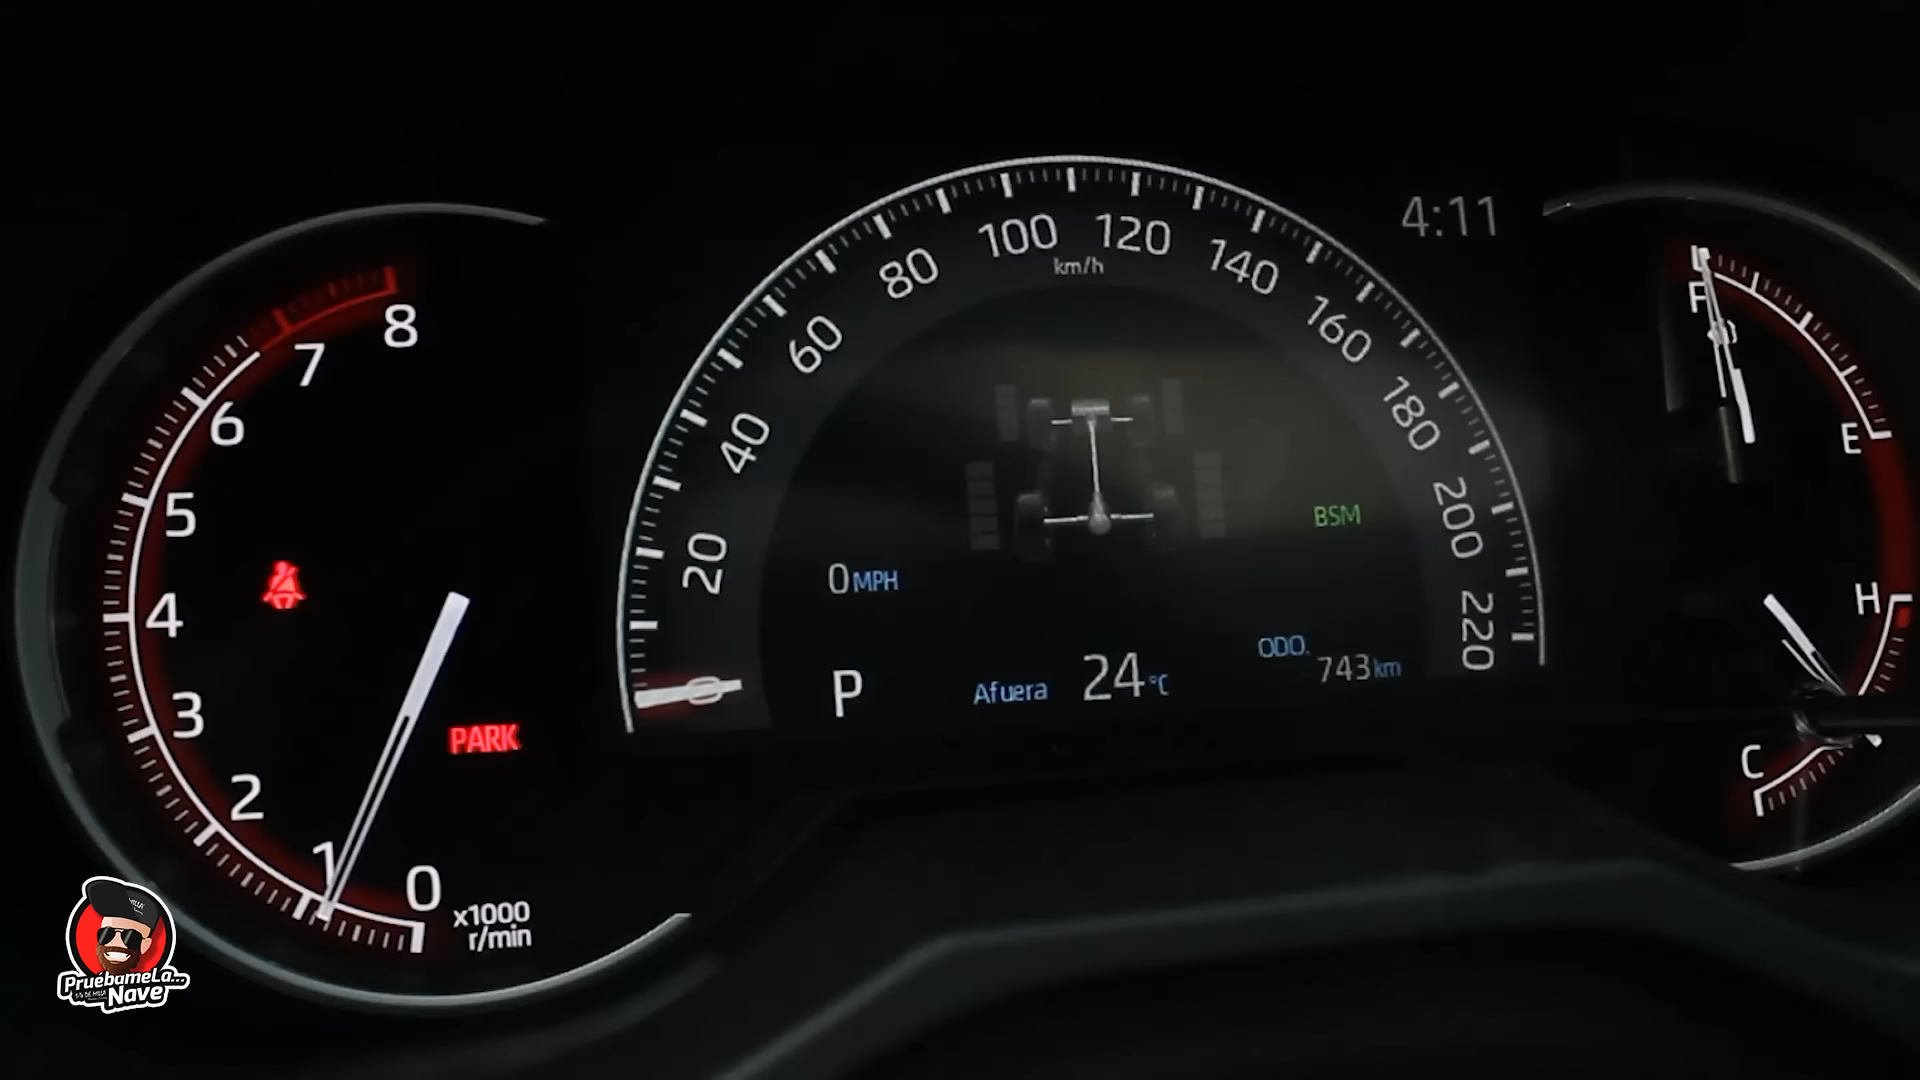 8
7
6
5
4
3
2
1
0
x1000
r/min
PARK
0
20
40
60
80
100
120
140
160
180
200
220
km/h
4:11
BSM
0 MPH
P
Afuera 24 °C
ODO.
743 km
F
E
H
C
PruébameLa...
Nave